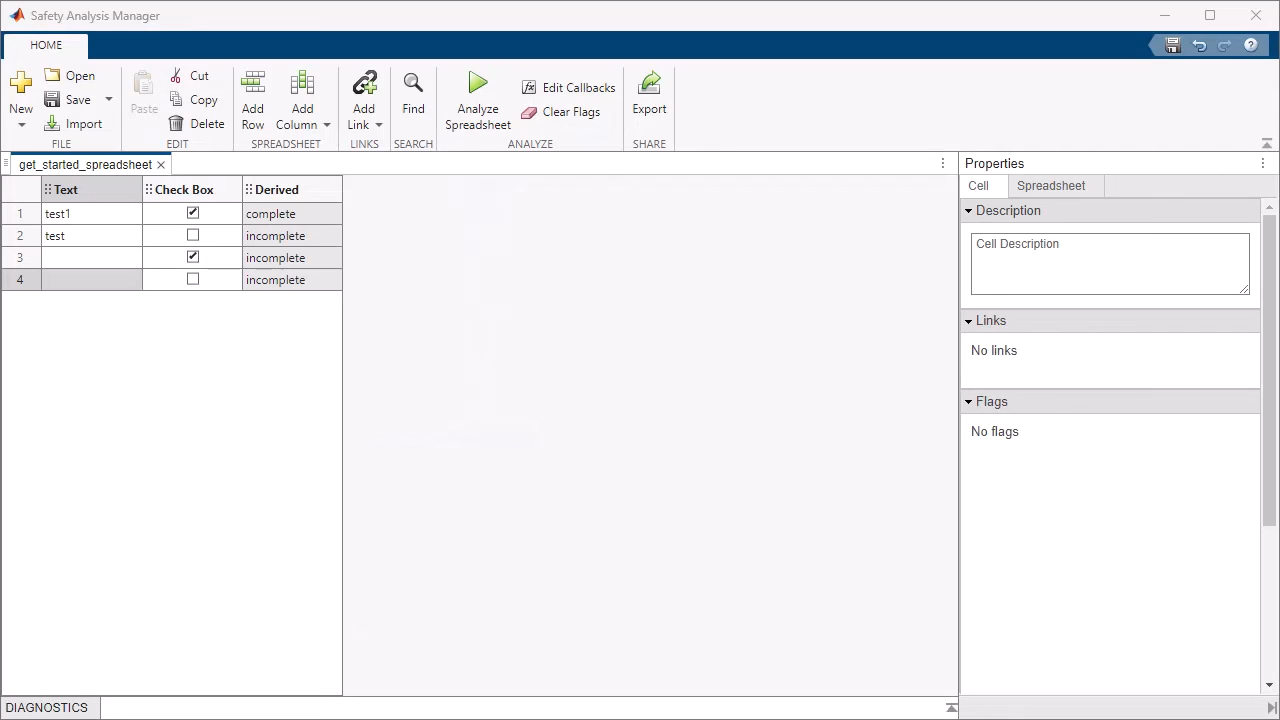 Safety Analysis Manager
HOME
New
Open
Save
Import
FILE
Paste
Cut
Copy
Delete
EDIT
Add Row
Add Column
SPREADSHEET
Add Link
LINKS
Find
SEARCH
Analyze Spreadsheet
Edit Callbacks
Clear Flags
ANALYZE
Export
SHARE
get_started_spreadsheet
Text Check Box Derived
1 test1 complete
2 test incomplete
3 incomplete
4 incomplete
Properties
Cell Spreadsheet
Description
Cell Description
Links
No links
Flags
No flags
DIAGNOSTICS